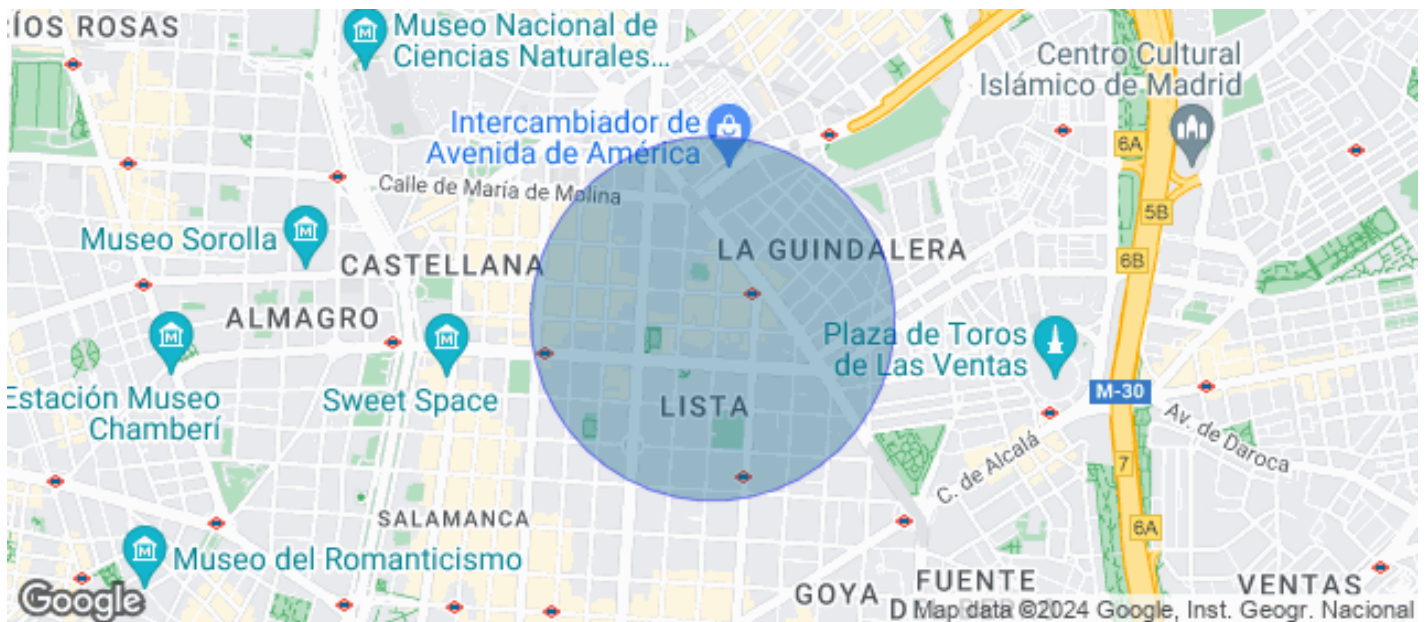 ÍOS ROSAS
Museo Nacional de
Ciencias Naturales...
Centro Cultural
Islámico de Madrid
Intercambiador de
Avenida de América
6A
Calle de María de Molina
5B
Museo Sorolla
CASTELLANA
LA GUINDALERA
6B
ALMAGRO
Plaza de Toros
de Las Ventas
Estación Museo
Chamberí
Sweet Space
LISTA
M-30
Av. de Daroca
C. de Alcalá
7
SALAMANCA
6A
Museo del Romanticismo
GOYA
FUENTE
D
VENTAS
Google
Map data ©2024 Google, Inst. Geogr. Nacional